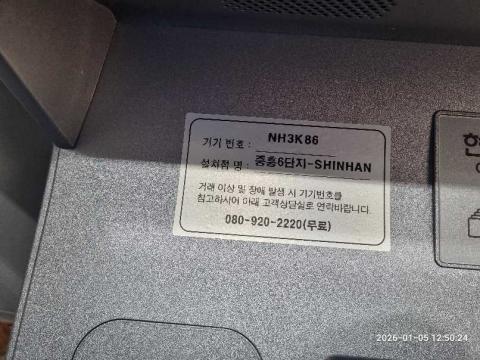 기기 번호 : NH3K86
설치점 명 : 중흥6단지-SHINHAN
거래 이상 및 장애 발생 시 기기번호를
참고하시어 아래 고객상담실로 연락바랍니다.
080-920-2220(무료)
2026-01-05 12:50:24